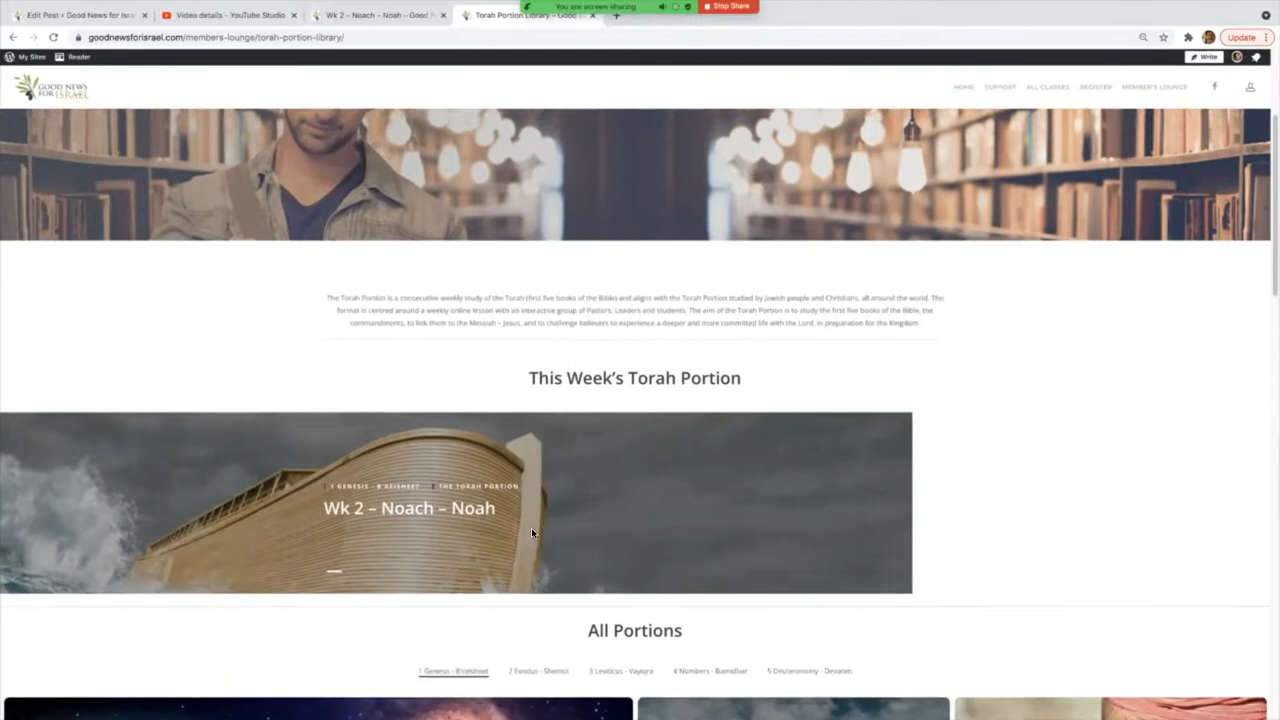 You are screen sharing
Stop Share
Edit Post ‹ Good News for Isra
Video details - YouTube Studio
Wk 2 – Noach – Noah – Good
Torah Portion Library – Good
goodnewsforisrael.com/members-lounge/torah-portion-library/
Update
My Sites
Reader
Write
GOOD NEWS
FOR ISRAEL
HOME
SUPPORT
ALL CLASSES
REGISTER
MEMBER'S LOUNGE
The Torah Portion is a consecutive weekly study of the Torah (first five books of the Bible) and aligns with the Torah Portion studied by Jewish people and Christians, all around the world. The
format is centred around a weekly online lesson with an interactive group of Pastors, Leaders and students. The aim of the Torah Portion is to study the first five books of the Bible, the
commandments, to link them to the Messiah – Jesus, and to challenge believers to experience a deeper and more committed life with the Lord, in preparation for the Kingdom
This Week's Torah Portion
1 GENESIS - B'REISHEET
THE TORAH PORTION
Wk 2 – Noach – Noah
All Portions
1 Genesis - B'reisheet
2 Exodus - Shemot
3 Leviticus - Vayiqra
4 Numbers - Bamidbar
5 Deuteronomy - Devarim